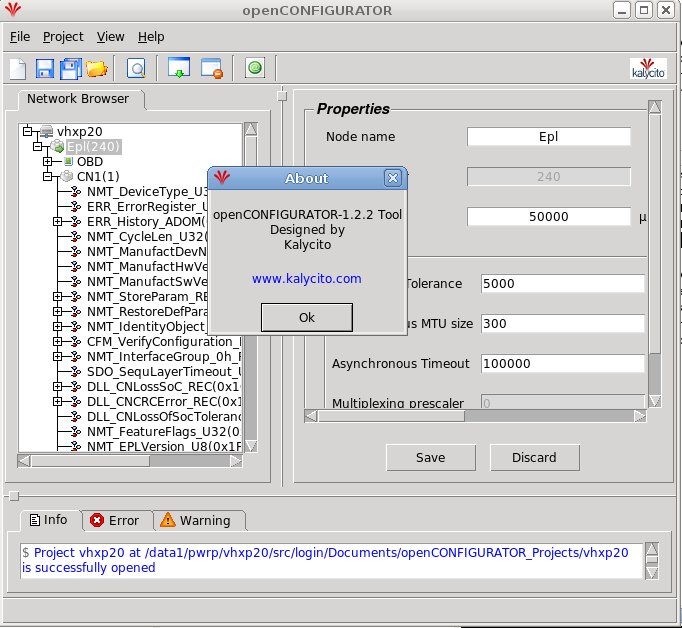 openCONFIGURATOR
File Project View Help
kalycito
Network Browser
vhxp20
Epl(240)
OBD
CN1(1)
NMT_DeviceType_U3
ERR_ErrorRegister_U
ERR_History_ADOM(
NMT_CycleLen_U32(
NMT_ManufactDevN
NMT_ManufactHwVe
NMT_ManufactSwVe
NMT_StoreParam_RE
NMT_RestoreDefPara
NMT_IdentityObject_
CFM_VerifyConfiguration_
NMT_InterfaceGroup_0h_R
SDO_SequLayerTimeout_U
DLL_CNLossSoC_REC(0x1
DLL_CNCRCError_REC(0x1
DLL_CNLossOfSocToleranc
NMT_FeatureFlags_U32(0
NMT_EPLVersion_U8(0x1F
Properties
Node name Epl
240
50000 μ
Tolerance 5000
us MTU size 300
Asynchronous Timeout 100000
Multiplexing prescaler 0
Save Discard
About
openCONFIGURATOR-1.2.2 Tool
Designed by
Kalycito
www.kalycito.com
Ok
Info Error Warning
$ Project vhxp20 at /data1/pwrp/vhxp20/src/login/Documents/openCONFIGURATOR_Projects/vhxp20
is successfully opened